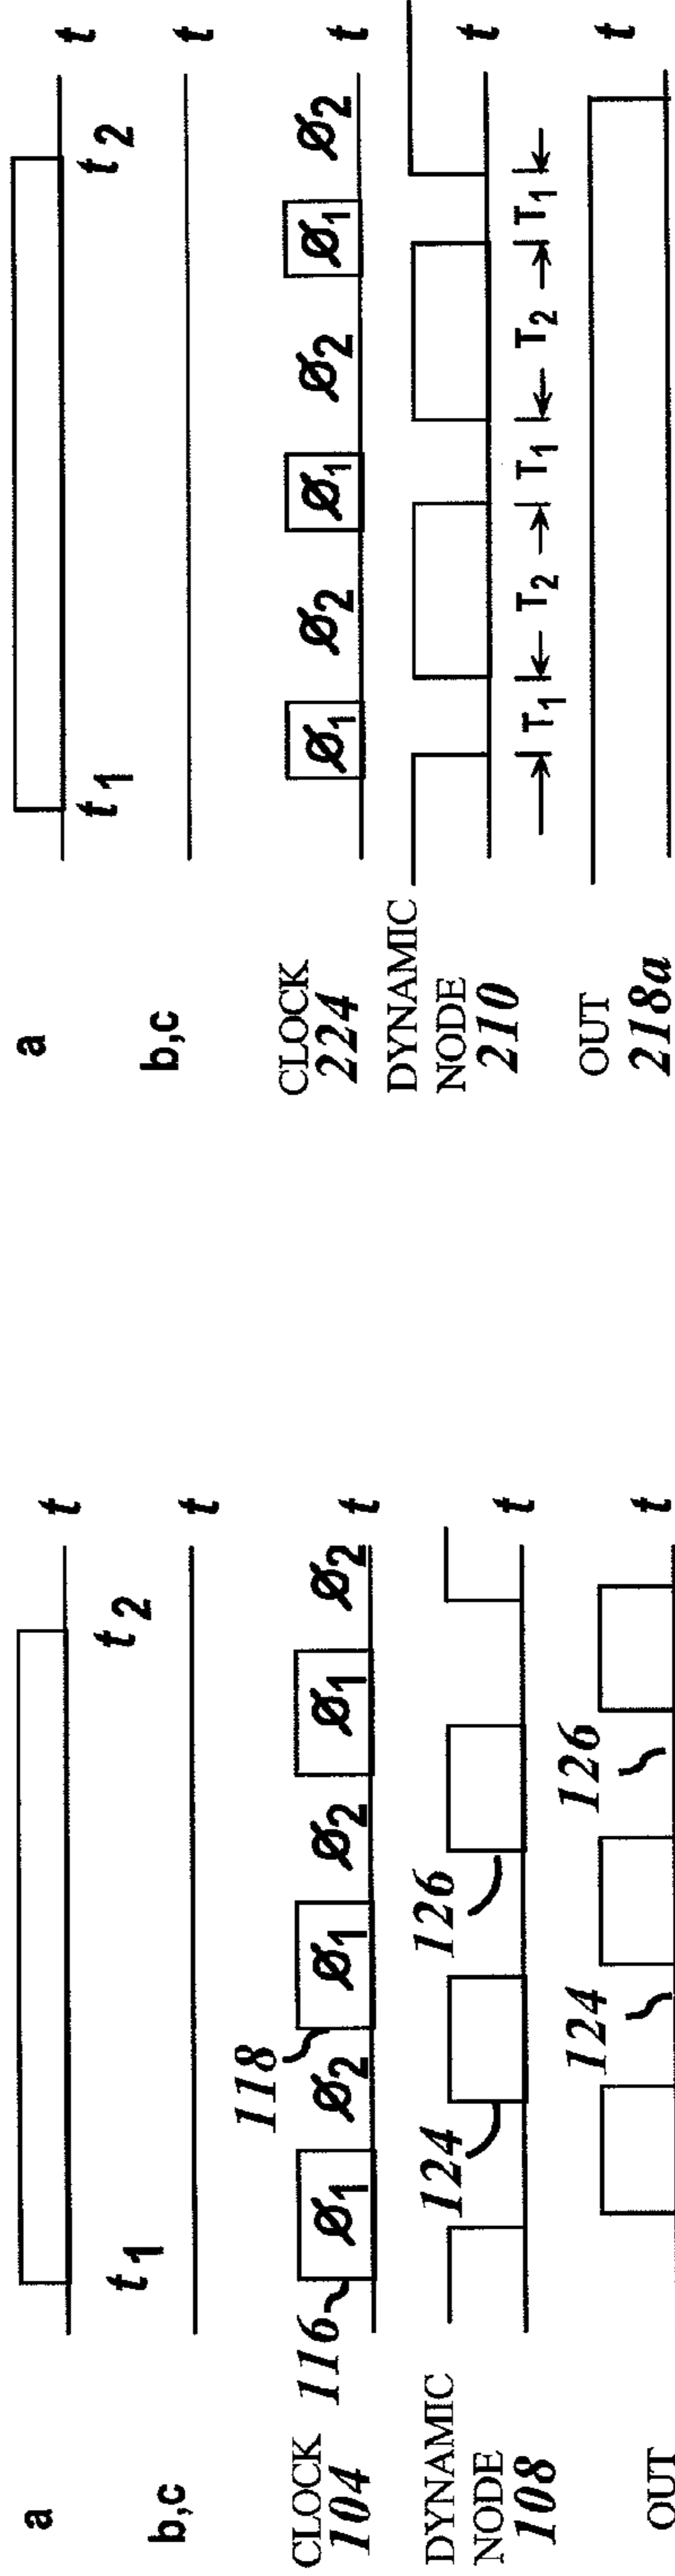 a t
t1 t2
b,c t
118
116 Ø1 Ø2 Ø1 Ø2 Ø1 Ø2 t
CLOCK
104
124 126
DYNAMIC
NODE t
108
124 126
OUT t
a t
t1 t2
b,c t
CLOCK Ø1 Ø2 Ø1 Ø2 Ø1 Ø2 t
224
DYNAMIC
NODE t
210
T1 T2 T1 T2 T1
OUT t
218a